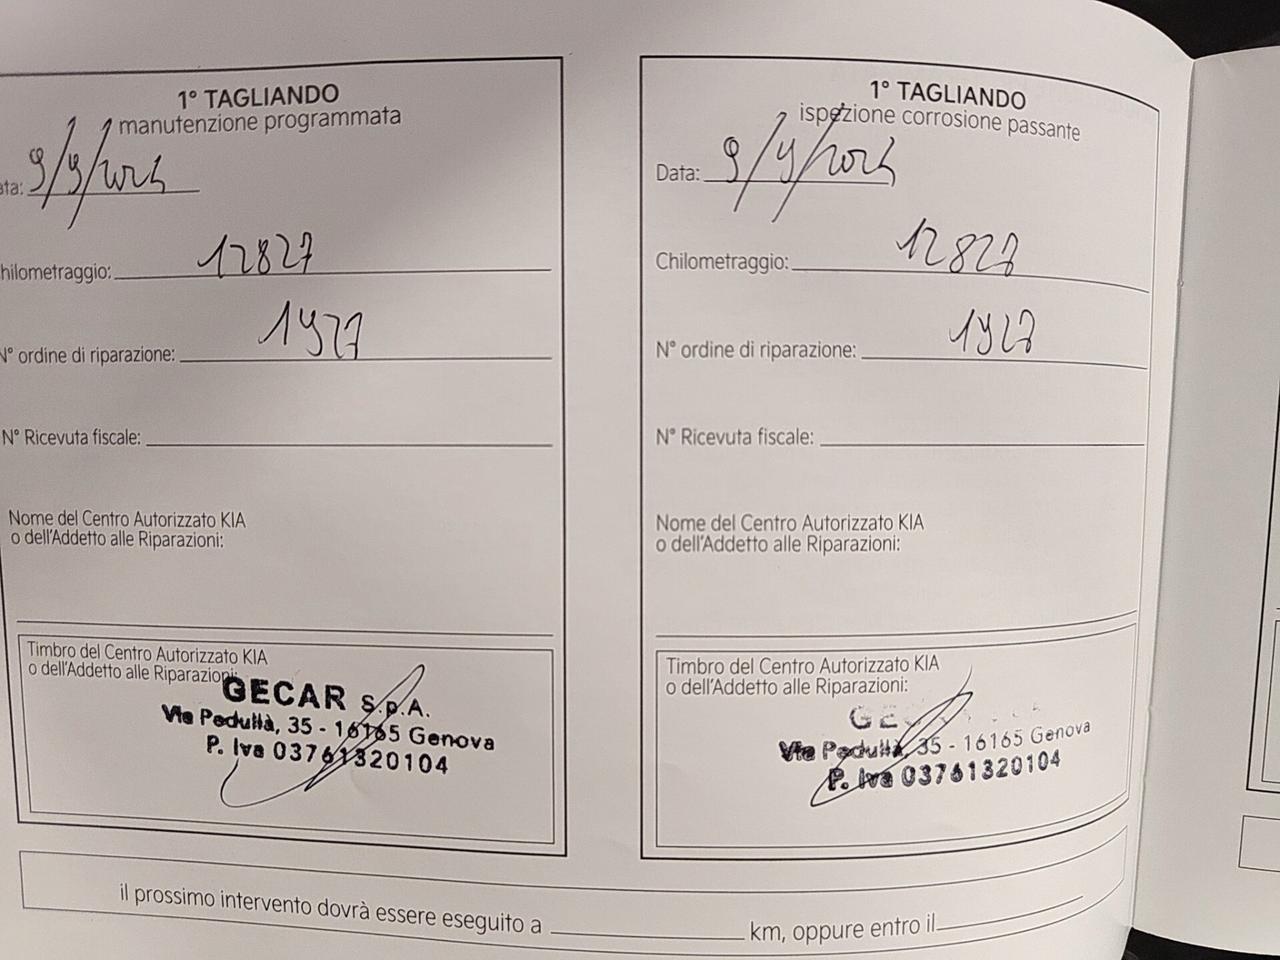 1° TAGLIANDO
manutenzione programmata
ata: 9/9/2024
hilometraggio: 12827
N° ordine di riparazione: 1927
N° Ricevuta fiscale:
Nome del Centro Autorizzato KIA
o dell'Addetto alle Riparazioni:
Timbro del Centro Autorizzato KIA
o dell'Addetto alle Riparazioni:
GECAR S.p.A.
Via Pedullà, 35 - 16165 Genova
P. Iva 03761320104
1° TAGLIANDO
ispezione corrosione passante
Data: 9/9/2024
Chilometraggio: 12827
N° ordine di riparazione: 1927
N° Ricevuta fiscale:
Nome del Centro Autorizzato KIA
o dell'Addetto alle Riparazioni:
Timbro del Centro Autorizzato KIA
o dell'Addetto alle Riparazioni:
Via Pedullà, 35 - 16165 Genova
P. Iva 03761320104
il prossimo intervento dovrà essere eseguito a km, oppure entro il